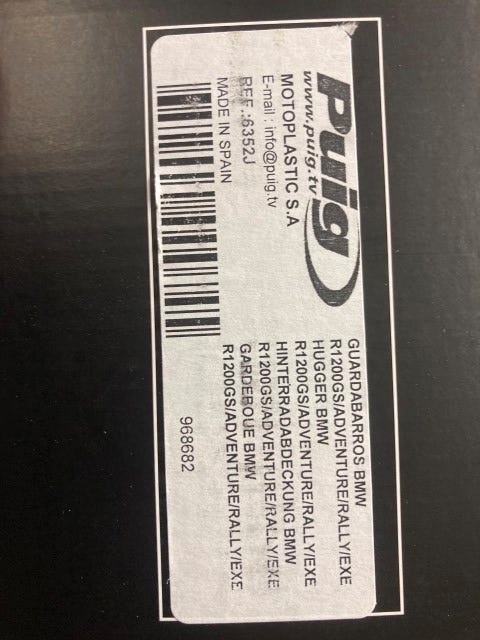 Puig
www.puig.tv
MOTOPLASTIC S.A
E-mail : info@puig.tv
REF.:6352J
MADE IN SPAIN
GUARDABARROS BMW
R1200GS/ADVENTURE/RALLY/EXE
HUGGER BMW
R1200GS/ADVENTURE/RALLY/EXE
HINTERRADABDECKUNG BMW
R1200GS/ADVENTURE/RALLY/EXE
GARDEBOUE BMW
R1200GS/ADVENTURE/RALLY/EXE
968682